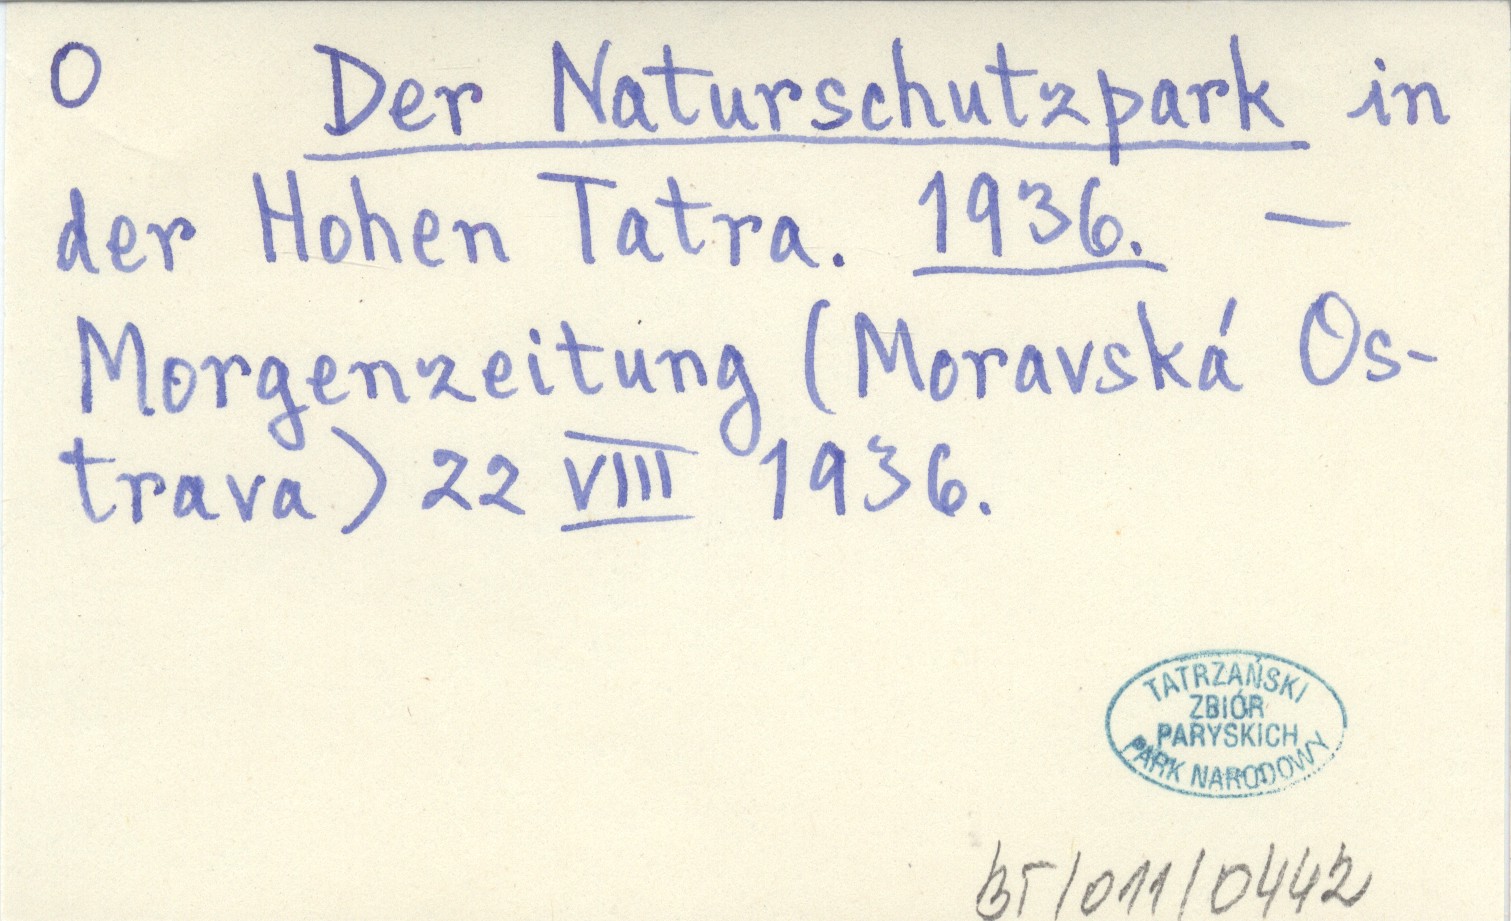 O Der Naturschutzpark in
der Hohen Tatra. 1936. —
Morgenzeitung (Moravská Os-
trava) 22 VIII 1936.
TATRZAŃSKI
ZBIÓR
PARYSKICH
PARK NARODOWY
BT/011/0442